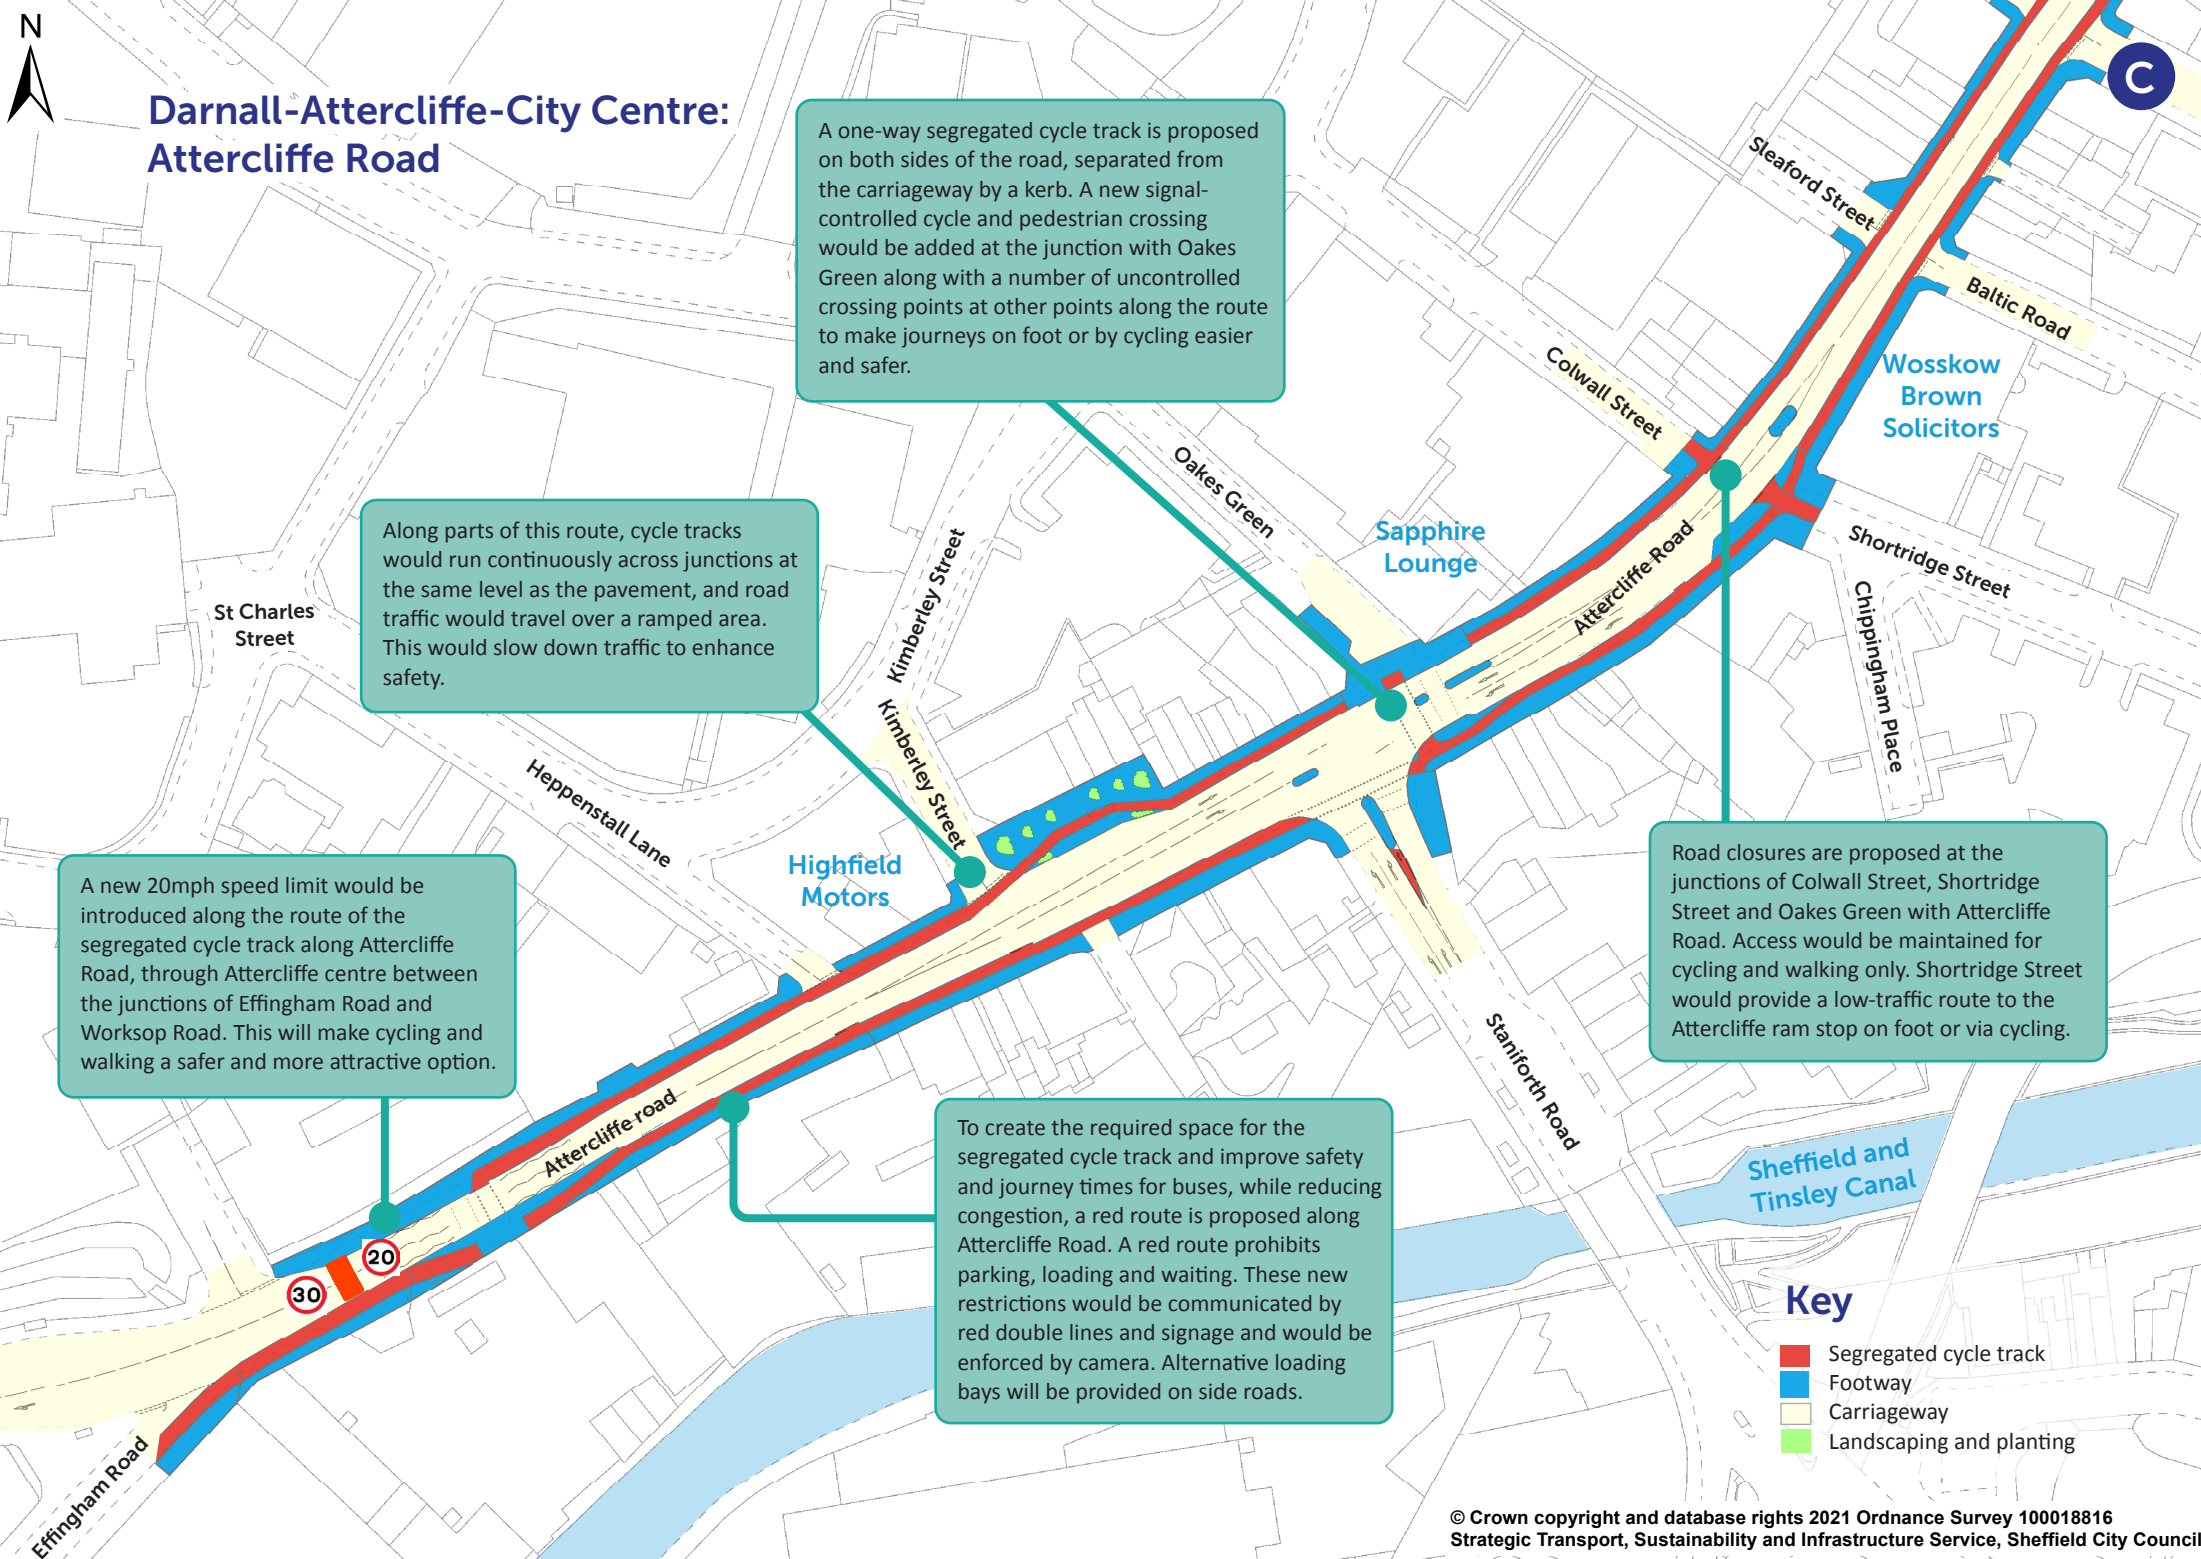 N
C
Darnall-Attercliffe-City Centre:
Attercliffe Road
A one-way segregated cycle track is proposed
on both sides of the road, separated from
the carriageway by a kerb. A new signal-
controlled cycle and pedestrian crossing
would be added at the junction with Oakes
Green along with a number of uncontrolled
crossing points at other points along the route
to make journeys on foot or by cycling easier
and safer.
Sleaford Street
Baltic Road
Wosskow
Brown
Solicitors
Colwall Street
Oakes Green
Sapphire
Lounge
Attercliffe Road
Shortridge Street
Chippingham Place
Along parts of this route, cycle tracks
would run continuously across junctions at
the same level as the pavement, and road
traffic would travel over a ramped area.
This would slow down traffic to enhance
safety.
St Charles
Street
Kimberley Street
Kimberley Street
Heppenstall Lane
Highfield
Motors
A new 20mph speed limit would be
introduced along the route of the
segregated cycle track along Attercliffe
Road, through Attercliffe centre between
the junctions of Effingham Road and
Worksop Road. This will make cycling and
walking a safer and more attractive option.
Road closures are proposed at the
junctions of Colwall Street, Shortridge
Street and Oakes Green with Attercliffe
Road. Access would be maintained for
cycling and walking only. Shortridge Street
would provide a low-traffic route to the
Attercliffe ram stop on foot or via cycling.
Staniforth Road
Attercliffe road
To create the required space for the
segregated cycle track and improve safety
and journey times for buses, while reducing
congestion, a red route is proposed along
Attercliffe Road. A red route prohibits
parking, loading and waiting. These new
restrictions would be communicated by
red double lines and signage and would be
enforced by camera. Alternative loading
bays will be provided on side roads.
Sheffield and
Tinsley Canal
20
30
Effingham Road
Key
Segregated cycle track
Footway
Carriageway
Landscaping and planting
© Crown copyright and database rights 2021 Ordnance Survey 100018816
Strategic Transport, Sustainability and Infrastructure Service, Sheffield City Council